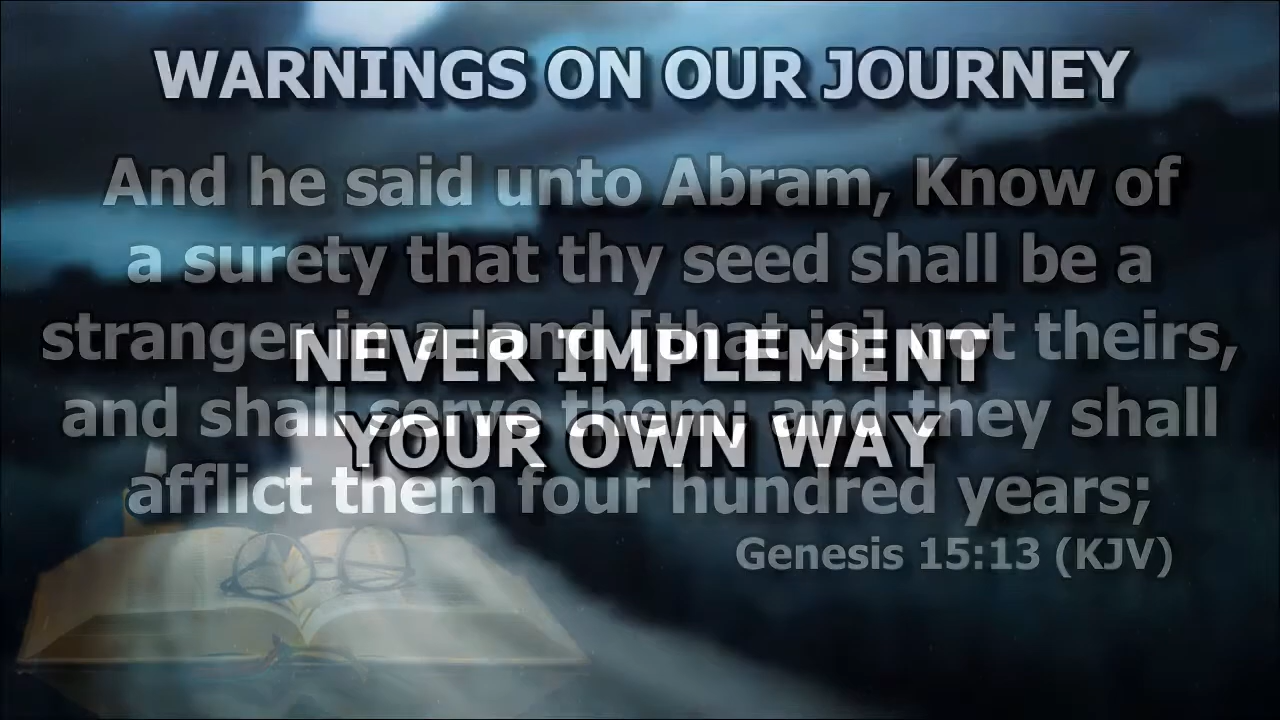 WARNINGS ON OUR JOURNEY
And he said unto Abram, Know of
a surety that thy seed shall be a
stranger in a land [that is] not theirs,
NEVER IMPLEMENT
and shall serve them; and they shall
YOUR OWN WAY
afflict them four hundred years;
Genesis 15:13 (KJV)